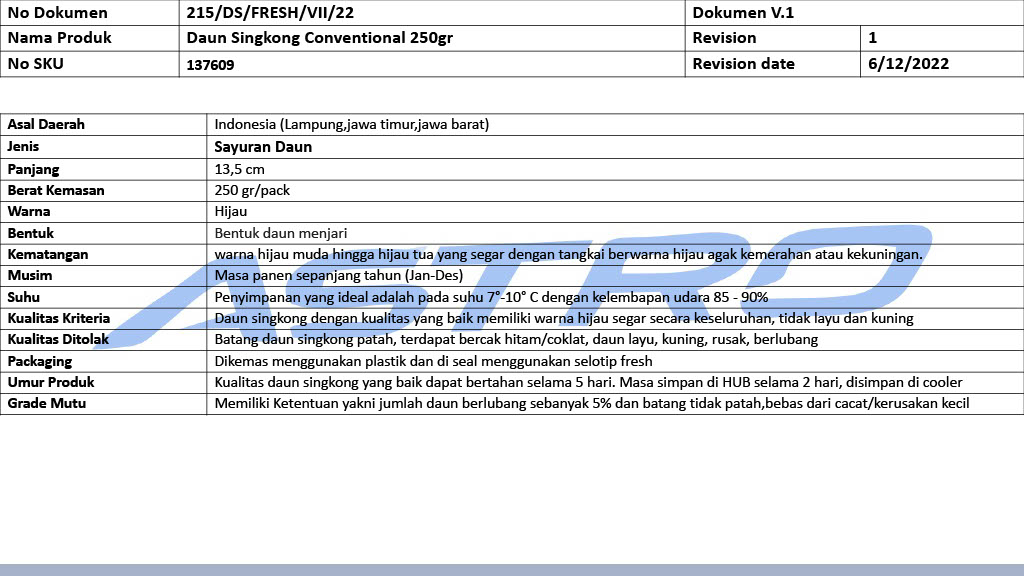 No Dokumen 215/DS/FRESH/VII/22 Dokumen V.1
Nama Produk Daun Singkong Conventional 250gr Revision 1
No SKU 137609 Revision date 6/12/2022
Asal Daerah Indonesia (Lampung,jawa timur,jawa barat)
Jenis Sayuran Daun
Panjang 13,5 cm
Berat Kemasan 250 gr/pack
Warna Hijau
Bentuk Bentuk daun menjari
Kematangan warna hijau muda hingga hijau tua yang segar dengan tangkai berwarna hijau agak kemerahan atau kekuningan.
Musim Masa panen sepanjang tahun (Jan-Des)
Suhu Penyimpanan yang ideal adalah pada suhu 7°-10° C dengan kelembapan udara 85 - 90%
Kualitas Kriteria Daun singkong dengan kualitas yang baik memiliki warna hijau segar secara keseluruhan, tidak layu dan kuning
Kualitas Ditolak Batang daun singkong patah, terdapat bercak hitam/coklat, daun layu, kuning, rusak, berlubang
Packaging Dikemas menggunakan plastik dan di seal menggunakan selotip fresh
Umur Produk Kualitas daun singkong yang baik dapat bertahan selama 5 hari. Masa simpan di HUB selama 2 hari, disimpan di cooler
Grade Mutu Memiliki Ketentuan yakni jumlah daun berlubang sebanyak 5% dan batang tidak patah,bebas dari cacat/kerusakan kecil
ASTRO